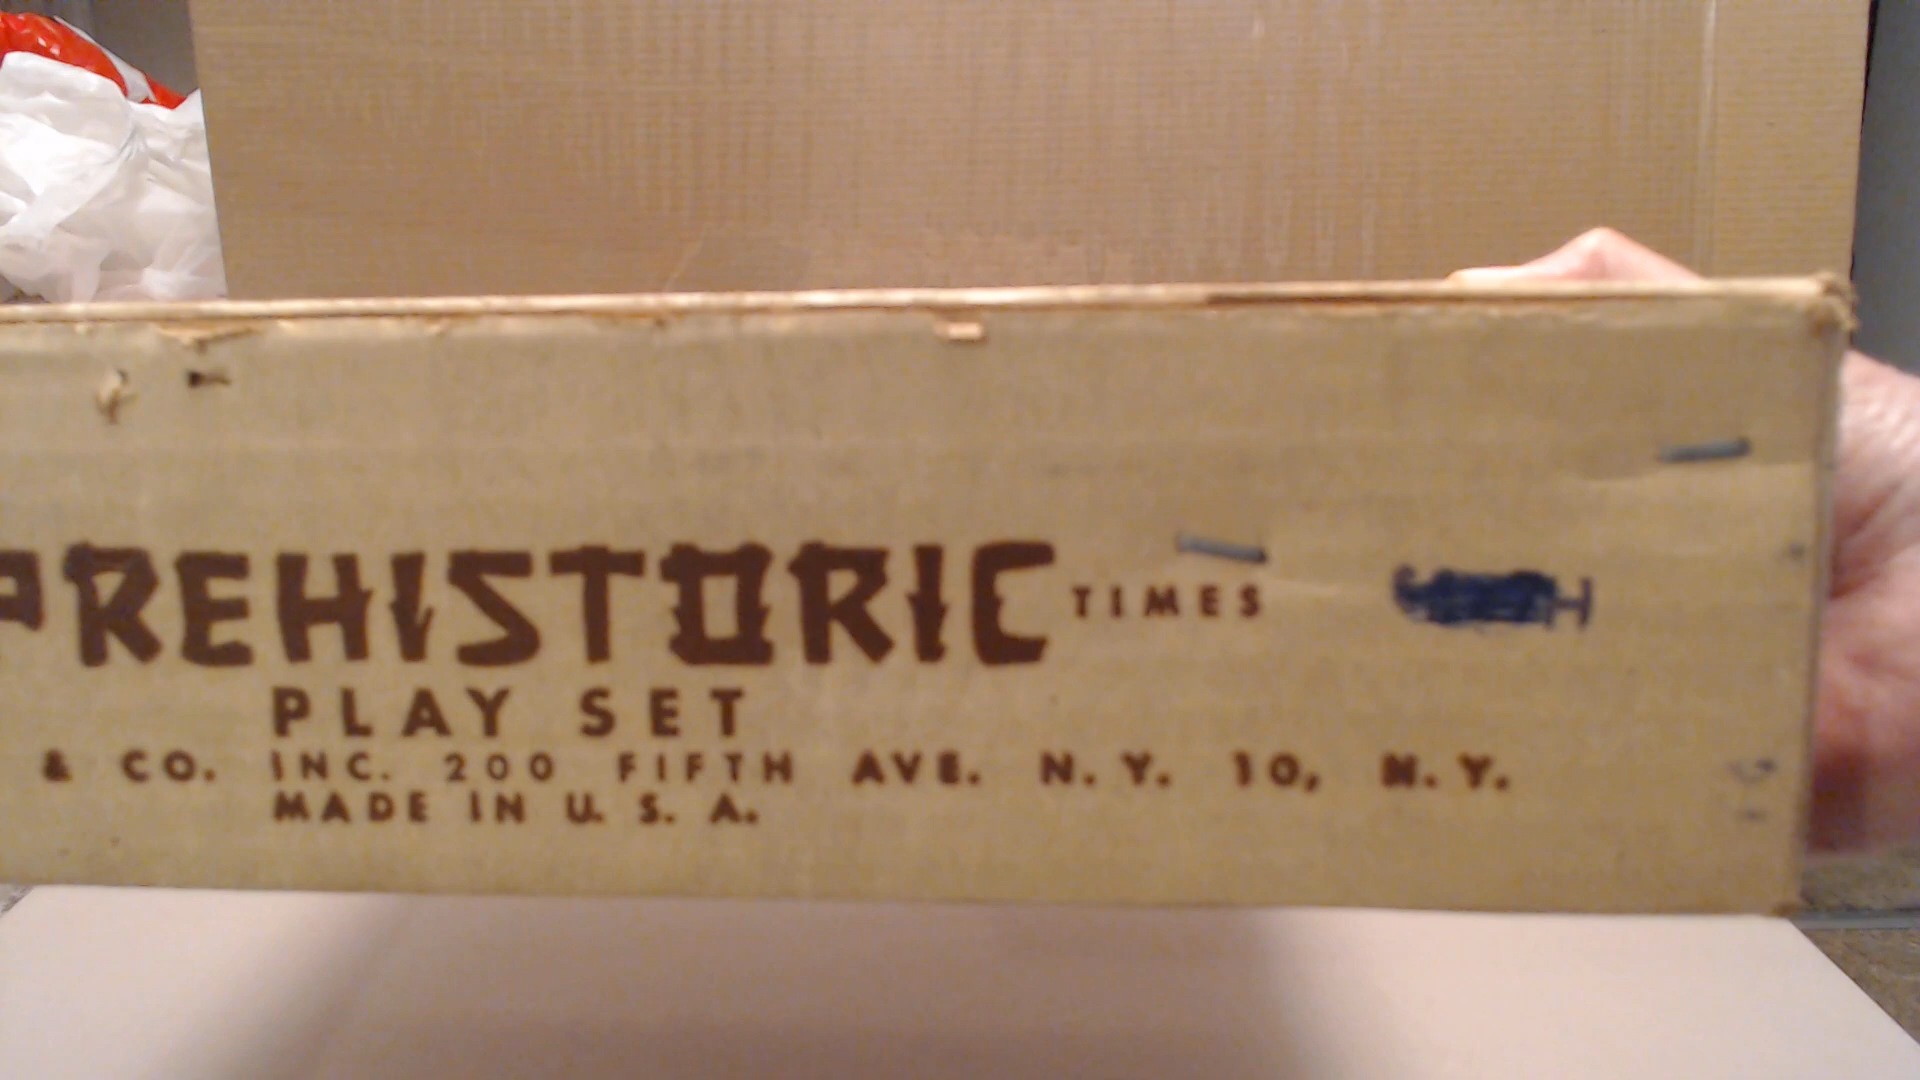 PREHISTORIC TIMES
PLAY SET
& CO. INC. 200 FIFTH AVE. N.Y. 10, N.Y.
MADE IN U.S.A.